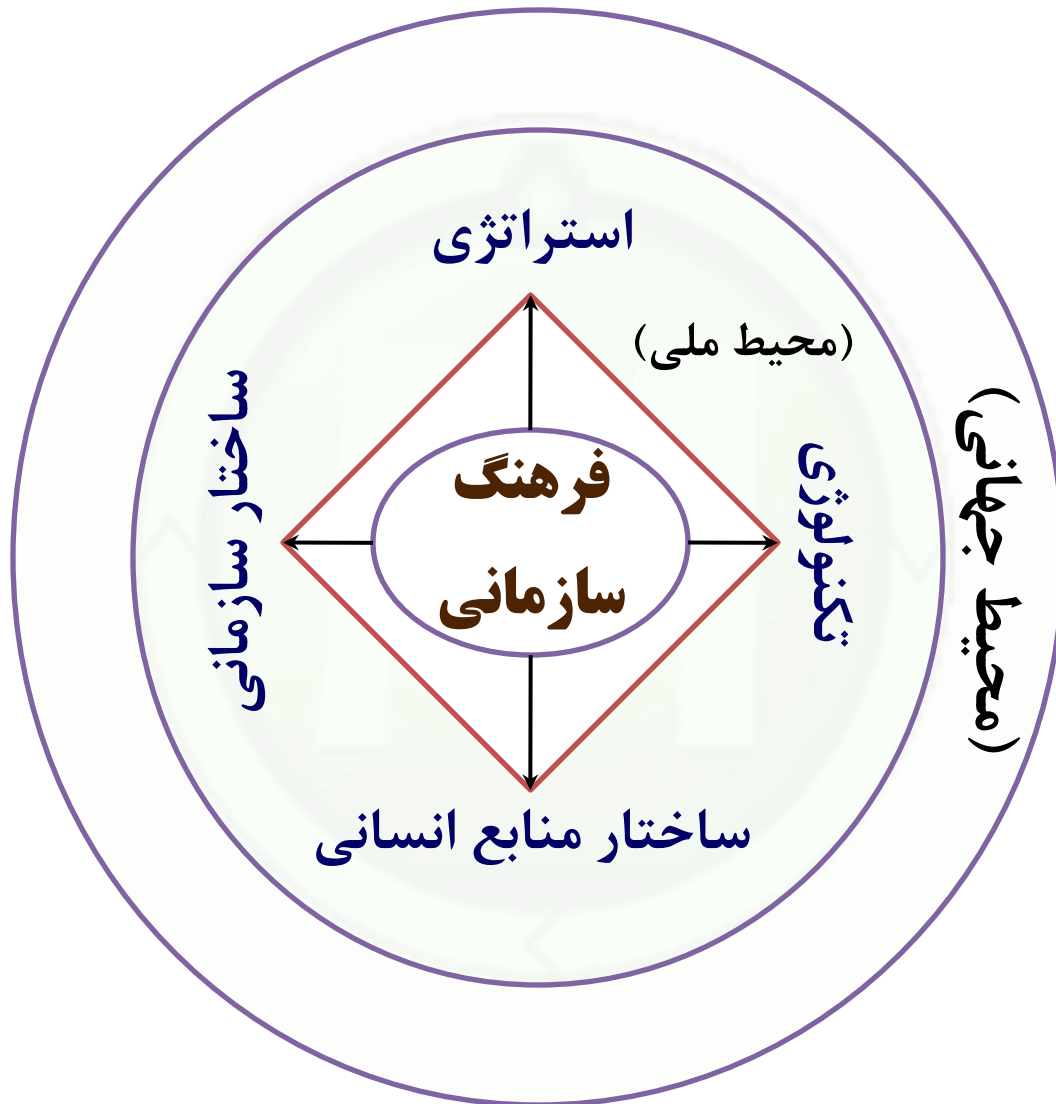 استراتژی
(محیط ملی)
(محیط جهانی)
تکنولوژی
فرهنگ
سازمانی
ساختار سازمانی
ساختار منابع انسانی